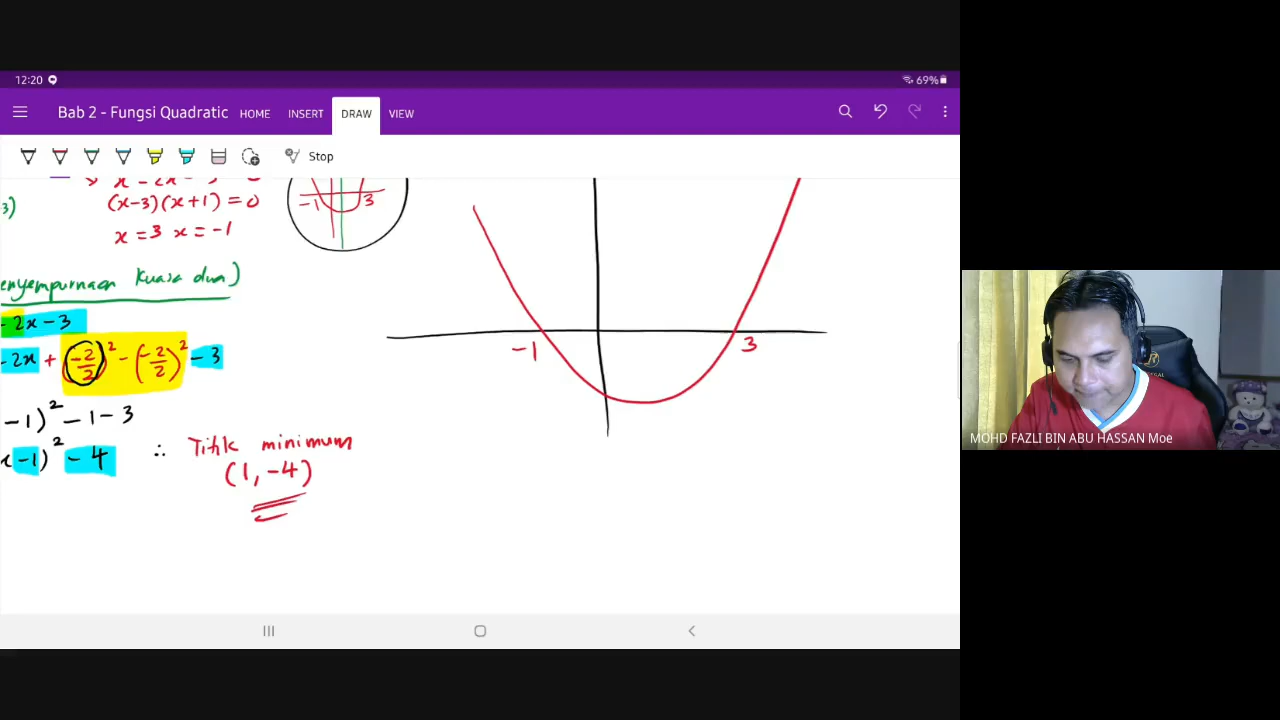 12:20
69%
Bab 2 - Fungsi Quadratic HOME INSERT DRAW VIEW
Stop
(x-3)(x+1) = 0
3)
x = 3 x = -1
-1 3
enyempurnaan Kuasa dua)
-2x - 3
-2x + (-2/2)² - (-2/2)² - 3
-1)² - 1 - 3
x - 1)² - 4
∴ Titik minimum
(1, -4)
-1 3
MOHD FAZLI BIN ABU HASSAN Moe